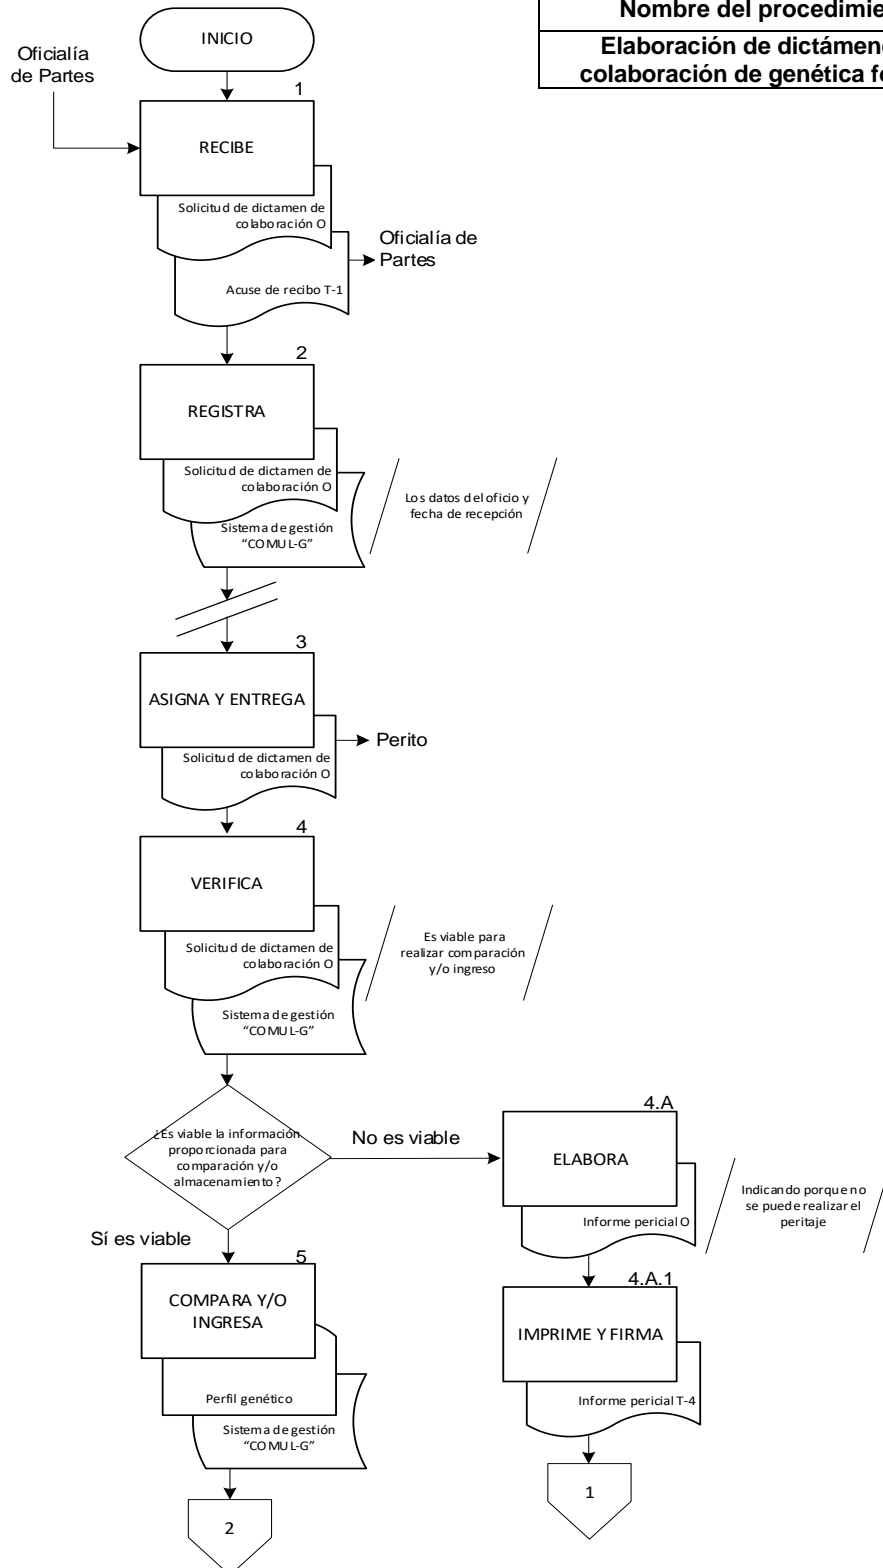 Nombre del procedimie
Elaboración de dictámen
colaboración de genética f
INICIO
Oficialía
de Partes
1
RECIBE
Solicitud de dictamen de
colaboración O
Oficialía de
Partes
Acuse de recibo T-1
2
REGISTRA
Solicitud de dictamen de
colaboración O
Los datos del oficio y
fecha de recepción
Sistema de gestión
“COMUL-G”
3
ASIGNA Y ENTREGA
Perito
Solicitud de dictamen de
colaboración O
4
VERIFICA
Es viable para
realizar comparación
y/o ingreso
Solicitud de dictamen de
colaboración O
Sistema de gestión
“COMUL-G”
¿Es viable la información
proporcionada para
comparación y/o
almacenamiento?
No es viable
4.A
ELABORA
Indicando porque no
se puede realizar el
peritaje
Informe pericial O
Sí es viable
5
COMPARA Y/O
INGRESA
4.A.1
IMPRIME Y FIRMA
Perfil genético
Informe pericial T-4
Sistema de gestión
“COMUL-G”
1
2